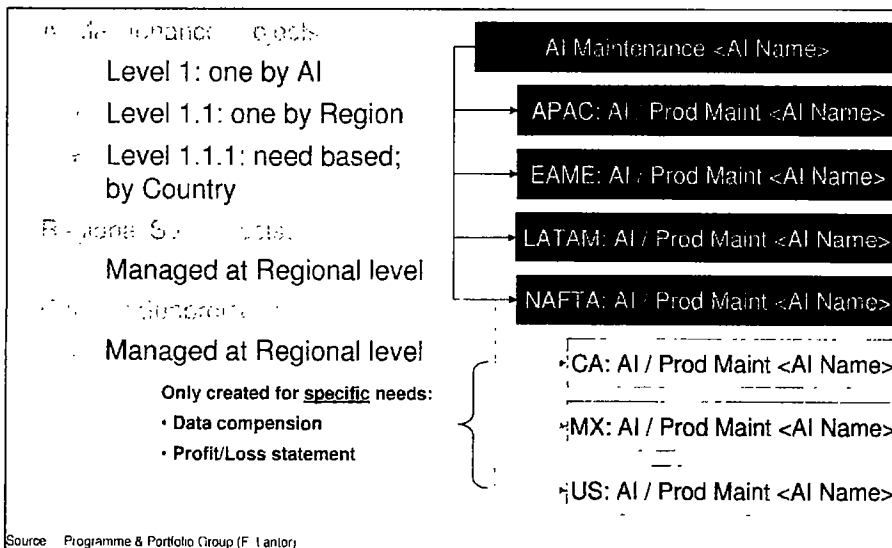 Level 1: one by AI
Level 1.1: one by Region
Level 1.1.1: need based;
by Country
Managed at Regional level
Managed at Regional level
Only created for specific needs:
• Data compension
• Profit/Loss statement
AI Maintenance <AI Name>
APAC: AI / Prod Maint <AI Name>
EAME: AI / Prod Maint <AI Name>
LATAM: AI / Prod Maint <AI Name>
NAFTA: AI / Prod Maint <AI Name>
CA: AI / Prod Maint <AI Name>
MX: AI / Prod Maint <AI Name>
US: AI / Prod Maint <AI Name>
Source Programme & Portfolio Group